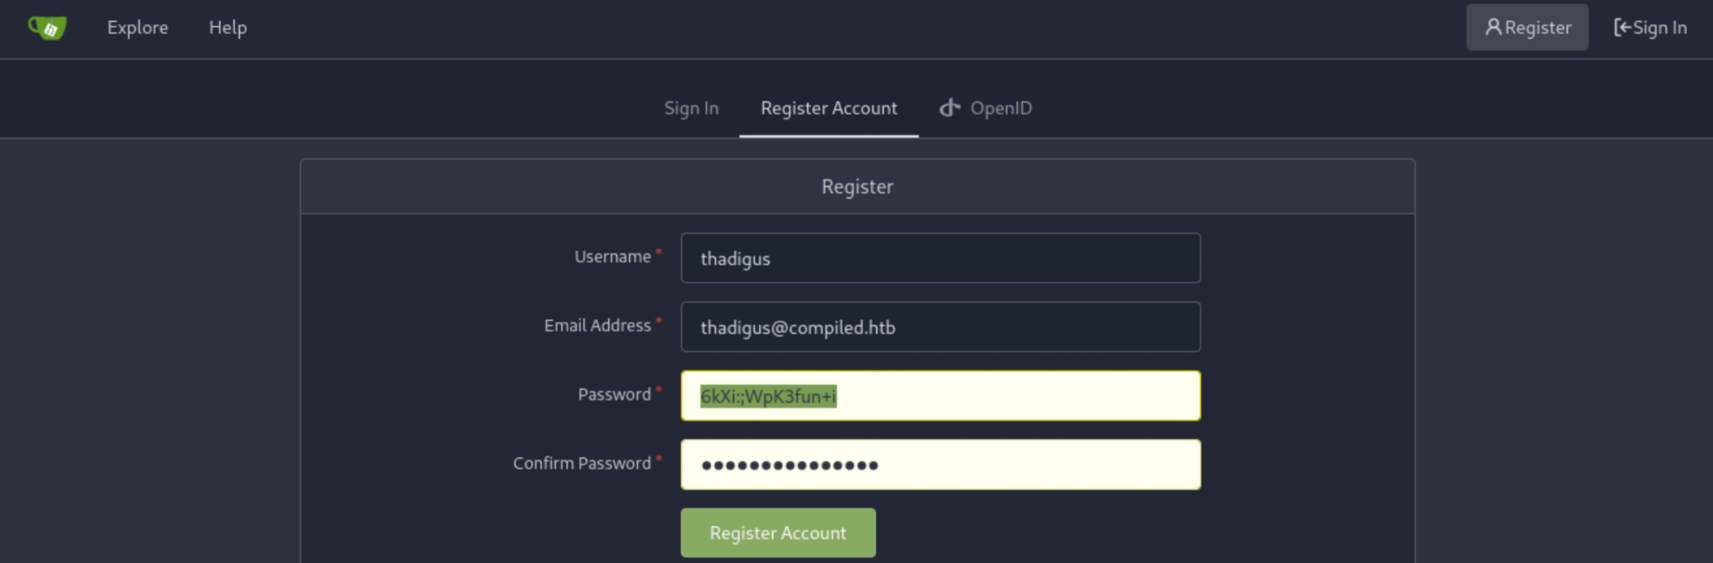 Explore Help Register Sign In
Sign In Register Account OpenID
Register
Username *
thadigus
Email Address *
thadigus@compiled.htb
Password *
6kXi:;WpK3fun+i
Confirm Password *
●●●●●●●●●●●●●●●
Register Account